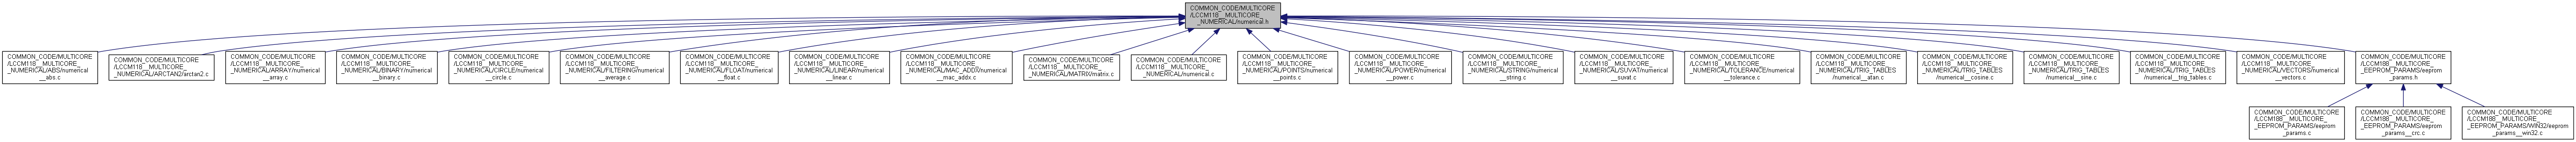 COMMON_CODE/MULTICORE
/LCCM118__MULTICORE_
_NUMERICAL/numerical.h
COMMON_CODE/MULTICORE
/LCCM118__MULTICORE_
_NUMERICAL/ABS/numerical
__abs.c
COMMON_CODE/MULTICORE
/LCCM118__MULTICORE_
_NUMERICAL/ARCTAN2/arctan2.c
COMMON_CODE/MULTICORE
/LCCM118__MULTICORE_
_NUMERICAL/ARRAY/numerical
__array.c
COMMON_CODE/MULTICORE
/LCCM118__MULTICORE_
_NUMERICAL/BINARY/numerical
__binary.c
COMMON_CODE/MULTICORE
/LCCM118__MULTICORE_
_NUMERICAL/CIRCLE/numerical
__circle.c
COMMON_CODE/MULTICORE
/LCCM118__MULTICORE_
_NUMERICAL/FILTERING/numerical
__average.c
COMMON_CODE/MULTICORE
/LCCM118__MULTICORE_
_NUMERICAL/FLOAT/numerical
__float.c
COMMON_CODE/MULTICORE
/LCCM118__MULTICORE_
_NUMERICAL/LINEAR/numerical
__linear.c
COMMON_CODE/MULTICORE
/LCCM118__MULTICORE_
_NUMERICAL/MAC_ADDX/numerical
__mac_addx.c
COMMON_CODE/MULTICORE
/LCCM118__MULTICORE_
_NUMERICAL/MATRIX/matrix.c
COMMON_CODE/MULTICORE
/LCCM118__MULTICORE_
_NUMERICAL/numerical.c
COMMON_CODE/MULTICORE
/LCCM118__MULTICORE_
_NUMERICAL/POINTS/numerical
__points.c
COMMON_CODE/MULTICORE
/LCCM118__MULTICORE_
_NUMERICAL/POWER/numerical
__power.c
COMMON_CODE/MULTICORE
/LCCM118__MULTICORE_
_NUMERICAL/STRING/numerical
__string.c
COMMON_CODE/MULTICORE
/LCCM118__MULTICORE_
_NUMERICAL/SUVAT/numerical
__suvat.c
COMMON_CODE/MULTICORE
/LCCM118__MULTICORE_
_NUMERICAL/TOLERANCE/numerical
__tolerance.c
COMMON_CODE/MULTICORE
/LCCM118__MULTICORE_
_NUMERICAL/TRIG_TABLES
/numerical__atan.c
COMMON_CODE/MULTICORE
/LCCM118__MULTICORE_
_NUMERICAL/TRIG_TABLES
/numerical__cosine.c
COMMON_CODE/MULTICORE
/LCCM118__MULTICORE_
_NUMERICAL/TRIG_TABLES
/numerical__sine.c
COMMON_CODE/MULTICORE
/LCCM118__MULTICORE_
_NUMERICAL/TRIG_TABLES
/numerical__trig_tables.c
COMMON_CODE/MULTICORE
/LCCM118__MULTICORE_
_NUMERICAL/VECTORS/numerical
__vectors.c
COMMON_CODE/MULTICORE
/LCCM188__MULTICORE_
_EEPROM_PARAMS/eeprom
_params.h
COMMON_CODE/MULTICORE
/LCCM188__MULTICORE_
_EEPROM_PARAMS/eeprom
_params.c
COMMON_CODE/MULTICORE
/LCCM188__MULTICORE_
_EEPROM_PARAMS/eeprom
_params__crc.c
COMMON_CODE/MULTICORE
/LCCM188__MULTICORE_
_EEPROM_PARAMS/WIN32/eeprom
_params__win32.c